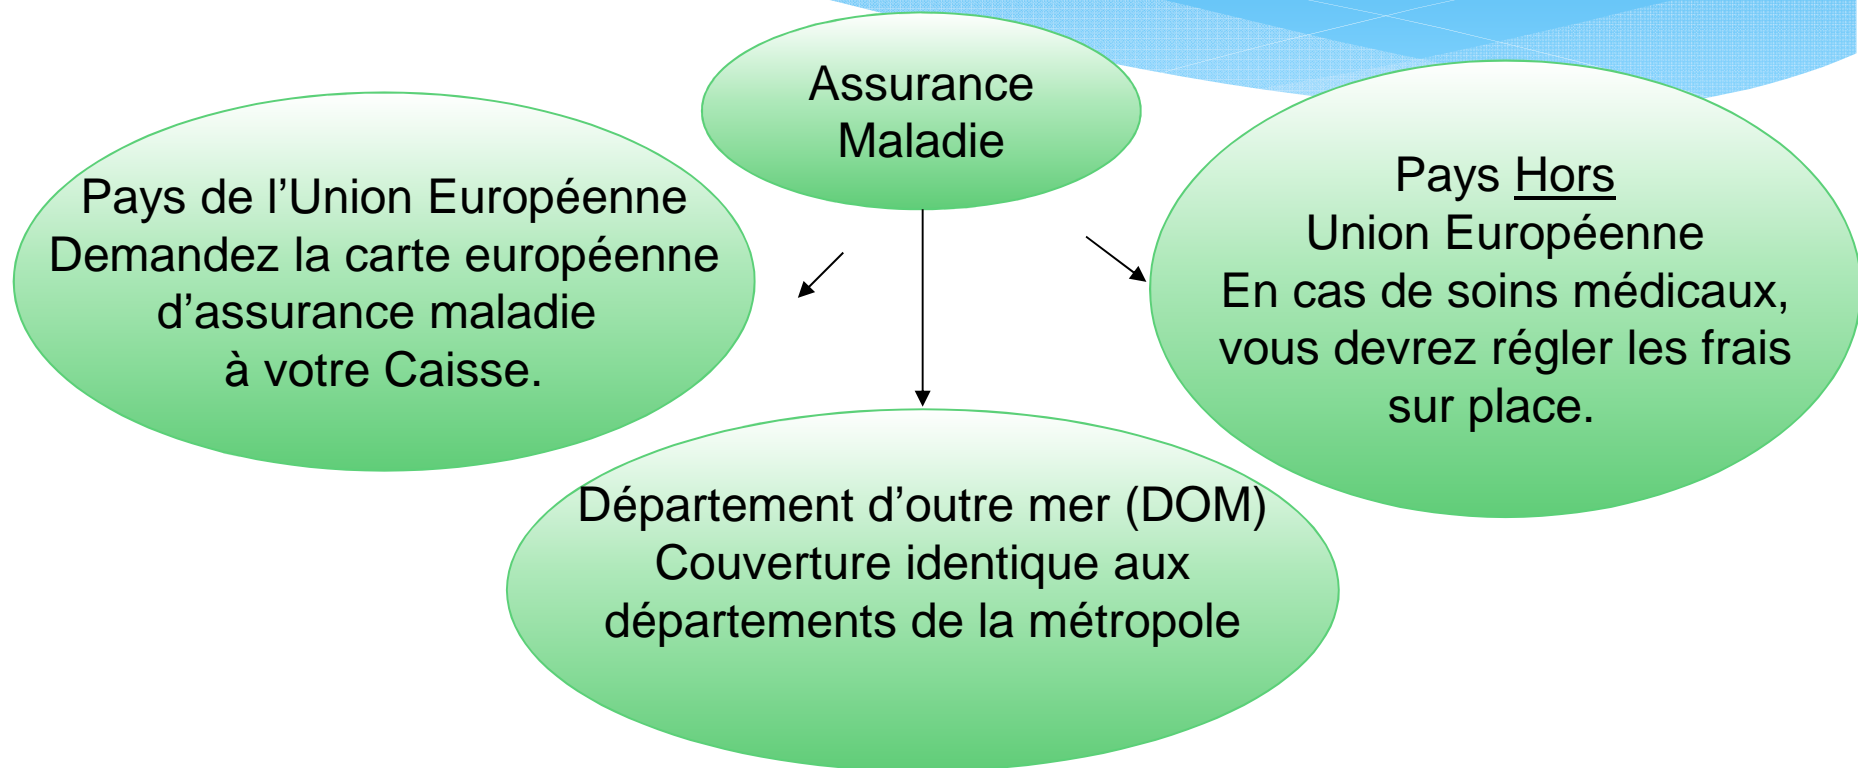 Assurance
Maladie
Pays de l’Union Européenne
Demandez la carte européenne
d’assurance maladie
à votre Caisse.
Pays Hors
Union Européenne
En cas de soins médicaux,
vous devrez régler les frais
sur place.
Département d’outre mer (DOM)
Couverture identique aux
départements de la métropole